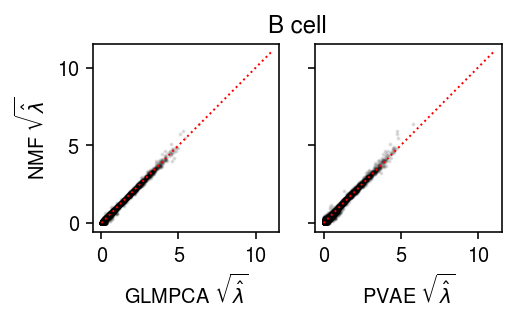 B cell
NMF √λ̂
10
5
0
0 5 10
0 5 10
GLMPCA √λ̂
PVAE √λ̂